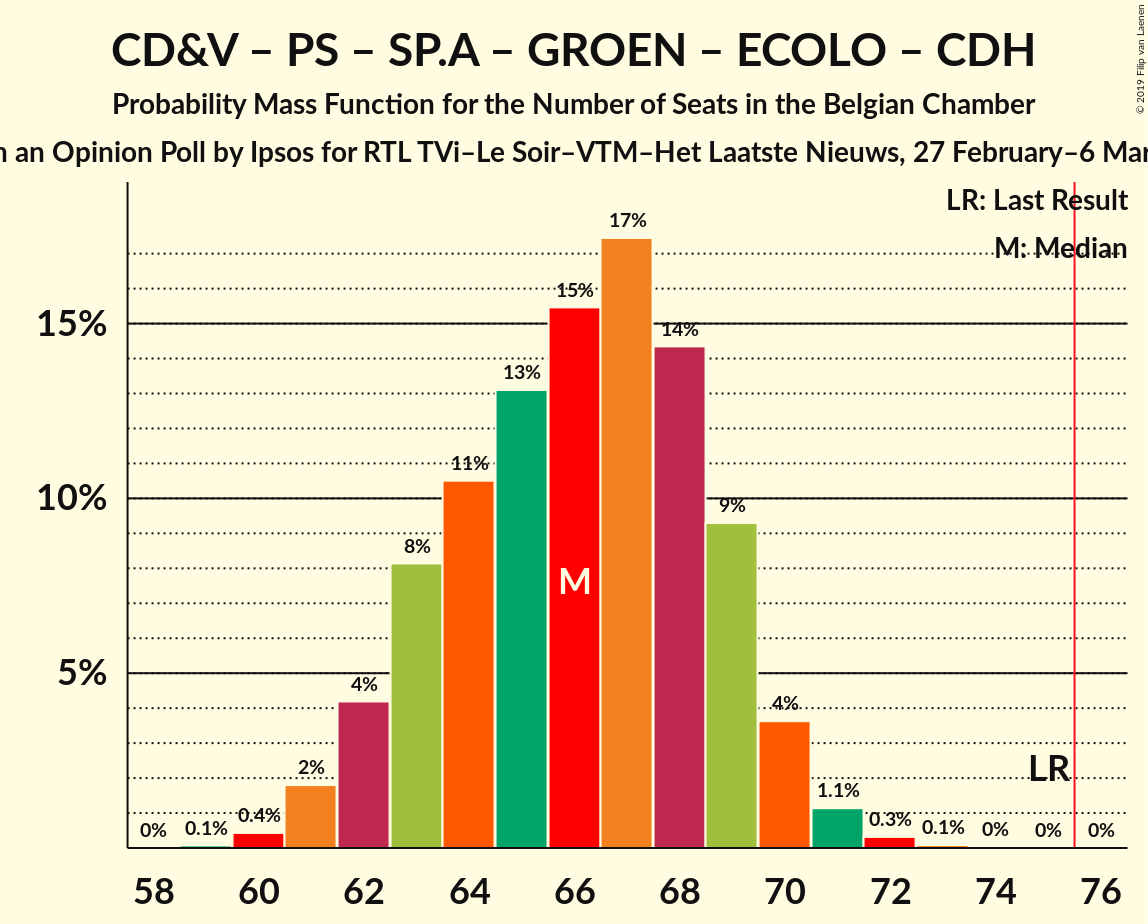 CD&V – PS – SP.A – GROEN – ECOLO – CDH
Probability Mass Function for the Number of Seats in the Belgian Chamber
an Opinion Poll by Ipsos for RTL TVi–Le Soir–VTM–Het Laatste Nieuws, 27 February–6
© 2019 Filip van Laenen
LR: Last Result
M: Median
17%
15%
14%
15%
13%
11%
10%
9%
8%
M
5%
4%
4%
2%
LR
1.1%
0.4%
0.3%
0%
0.1%
0.1%
0%
0%
0%
58 60 62 64 66 68 70 72 74 76